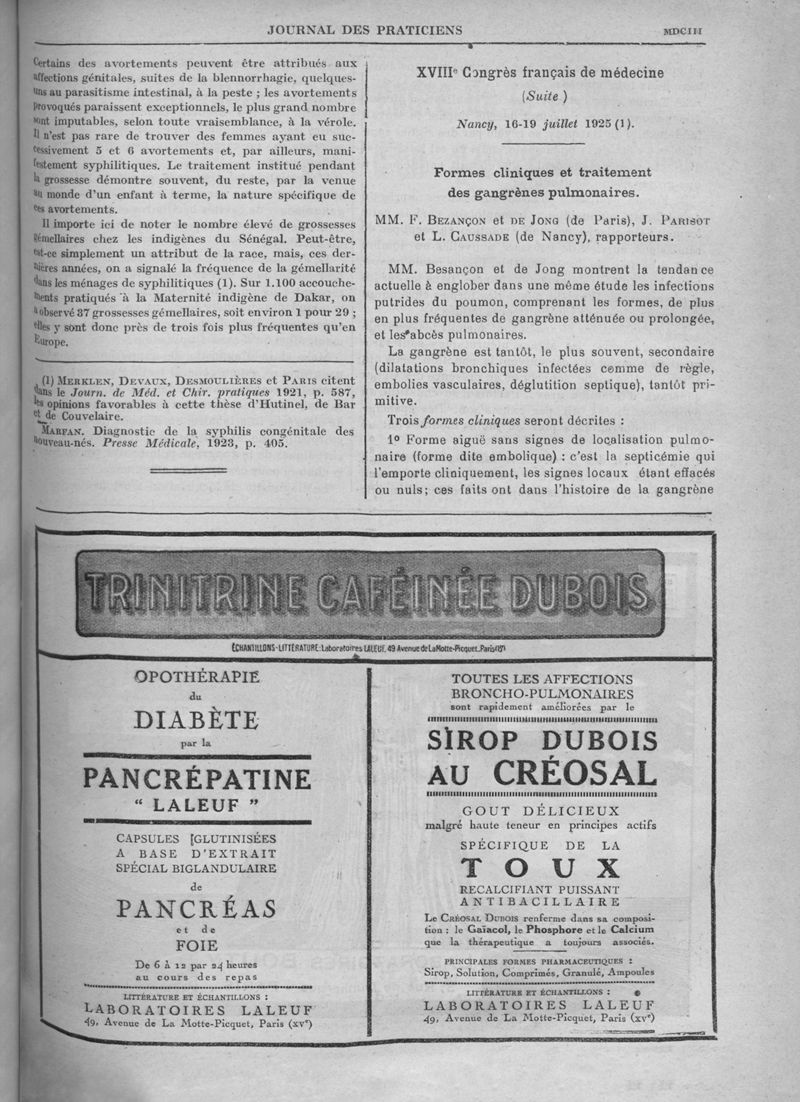 JOURNAL DES PRATICIENS
MDCIII
Certains des avortements peuvent être attribués aux
affections génitales, suites de la blennorrhagie, quelques-
uns au parasitisme intestinal, à la peste ; les avortements
provoqués paraissent exceptionnels, le plus grand nombre
sont imputables, selon toute vraisemblance, à la vérole.
Il n'est pas rare de trouver des femmes ayant eu suc-
cessivement 5 et 6 avortements et, par ailleurs, mani-
festement syphilitiques. Le traitement institué pendant
la grossesse démontre souvent, du reste, par la venue
au monde d'un enfant à terme, la nature spécifique de
ces avortements.
Il importe ici de noter le nombre élevé de grossesses
gémellaires chez les indigènes du Sénégal. Peut-être,
est-ce simplement un attribut de la race, mais, ces der-
nières années, on a signalé la fréquence de la gémellarité
dans les ménages de syphilitiques (1). Sur 1.100 accouche-
ments pratiqués à la Maternité indigène de Dakar, on
a observé 37 grossesses gémellaires, soit environ 1 pour 29 ;
elles y sont donc près de trois fois plus fréquentes qu'en
Europe.
(1) MERKLEN, DEVAUX, DESMOULIÈRES et PARIS citent
dans le Journ. de Méd. et Chir. pratiques 1921, p. 587,
les opinions favorables à cette thèse d'Hutinel, de Bar
et de Couvelaire.
MARFAN. Diagnostic de la syphilis congénitale des
nouveau-nés. Presse Médicale, 1923, p. 405.
XVIIIe Congrès français de médecine
(Suite)
Nancy, 16-19 juillet 1925 (1).
Formes cliniques et traitement
des gangrènes pulmonaires.
MM. F. BEZANÇON et DE JONG (de Paris), J. PARISOT
et L. CAUSSADE (de Nancy), rapporteurs.
MM. Besançon et de Jong montrent la tendance
actuelle à englober dans une même étude les infections
putrides du poumon, comprenant les formes, de plus
en plus fréquentes de gangrène atténuée ou prolongée,
et les abcès pulmonaires.
La gangrène est tantôt, le plus souvent, secondaire
(dilatations bronchiques infectées comme de règle,
embolies vasculaires, déglutition septique), tantôt pri-
mitive.
Trois formes cliniques seront décrites :
1° Forme aiguë sans signes de localisation pulmo-
naire (forme dite embolique) : c'est la septicémie qui
l'emporte cliniquement, les signes locaux étant effacés
ou nuls ; ces faits ont dans l'histoire de la gangrène
TRINITRINE CAFÉINÉE DUBOIS
ÉCHANTILLONS-LITTÉRATURE: Laboratoires LALEUF, 49 Avenue de La Motte-Picquet, Paris (15e)
OPOTHÉRAPIE
du
DIABÈTE
par la
PANCRÉPATINE
“ LALEUF ”
CAPSULES [GLUTINISÉES
A BASE D'EXTRAIT
SPÉCIAL BIGLANDULAIRE
de
PANCRÉAS
et de
FOIE
De 6 à 12 par 24 heures
au cours des repas
LITTÉRATURE ET ÉCHANTILLONS :
LABORATOIRES LALEUF
49, Avenue de La Motte-Picquet, Paris (XVe)
TOUTES LES AFFECTIONS
BRONCHO-PULMONAIRES
sont rapidement améliorées par le
SIROP DUBOIS
AU CRÉOSAL
GOUT DÉLICIEUX
malgré haute teneur en principes actifs
SPÉCIFIQUE DE LA
TOUX
RECALCIFIANT PUISSANT
ANTIBACILLAIRE
Le CRÉOSAL DUBOIS renferme dans sa composi-
tion : le Gaïacol, le Phosphore et le Calcium
que la thérapeutique a toujours associés.
PRINCIPALES FORMES PHARMACEUTIQUES :
Sirop, Solution, Comprimés, Granulé, Ampoules
LITTÉRATURE ET ÉCHANTILLONS :
LABORATOIRES LALEUF
49, Avenue de La Motte-Picquet, Paris (XVe)